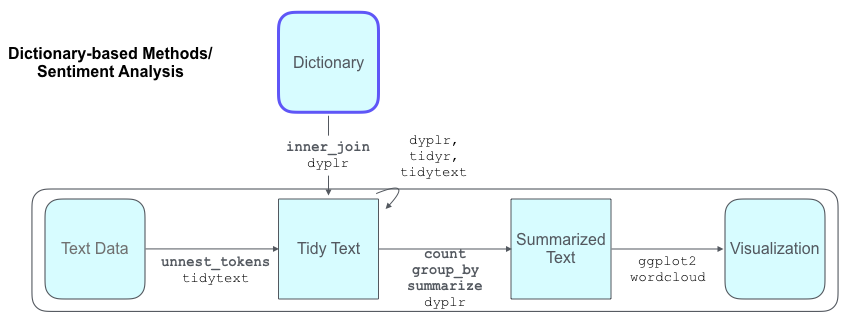 Dictionary-based Methods/
Sentiment Analysis
Dictionary
inner_join
dyplr
dyplr,
tidyr,
tidytext
Text Data
unnest_tokens
tidytext
Tidy Text
count
group_by
summarize
dyplr
Summarized
Text
ggplot2
wordcloud
Visualization